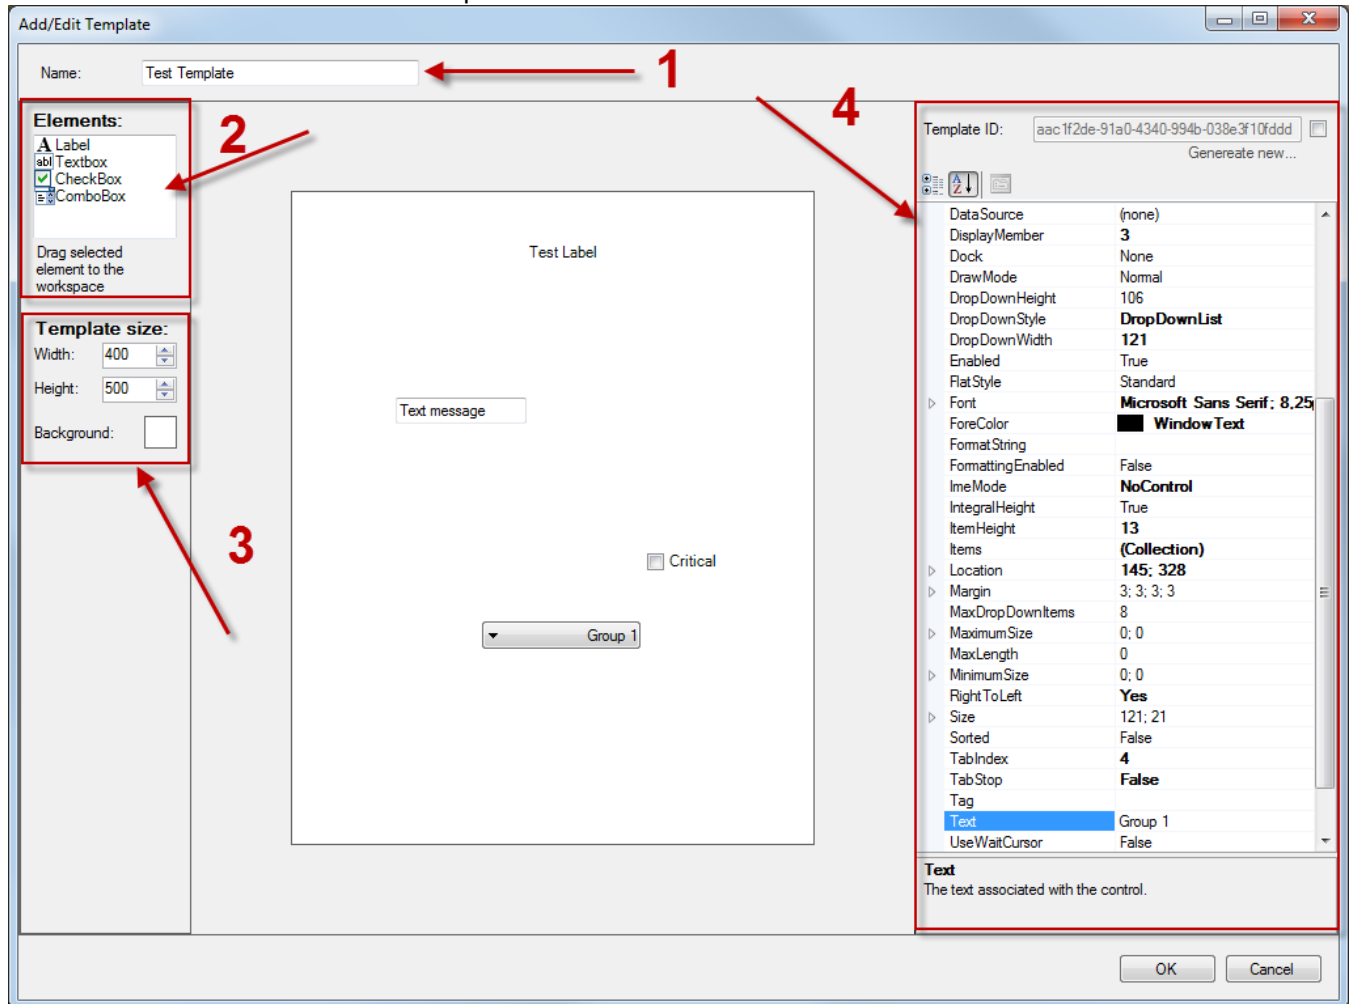 Add/Edit Template
Name: Test Template
1
4
Elements:
A Label
abl Textbox
CheckBox
ComboBox
Drag selected
element to the
workspace
2
Template size:
Width: 400
Height: 500
Background:
3
Test Label
Text message
Critical
Group 1
Template ID: aac1f2de-91a0-4340-994b-038e3f10fddd
Genereate new...
DataSource (none)
DisplayMember 3
Dock None
DrawMode Normal
DropDownHeight 106
DropDownStyle DropDownList
DropDownWidth 121
Enabled True
FlatStyle Standard
Font Microsoft Sans Serif; 8,25
ForeColor WindowText
FormatString
FormattingEnabled False
ImeMode NoControl
IntegralHeight True
ItemHeight 13
Items (Collection)
Location 145; 328
Margin 3; 3; 3; 3
MaxDropDownItems 8
MaximumSize 0; 0
MaxLength 0
MinimumSize 0; 0
RightToLeft Yes
Size 121; 21
Sorted False
TabIndex 4
TabStop False
Tag
Text Group 1
UseWaitCursor False
Text
The text associated with the control.
OK Cancel